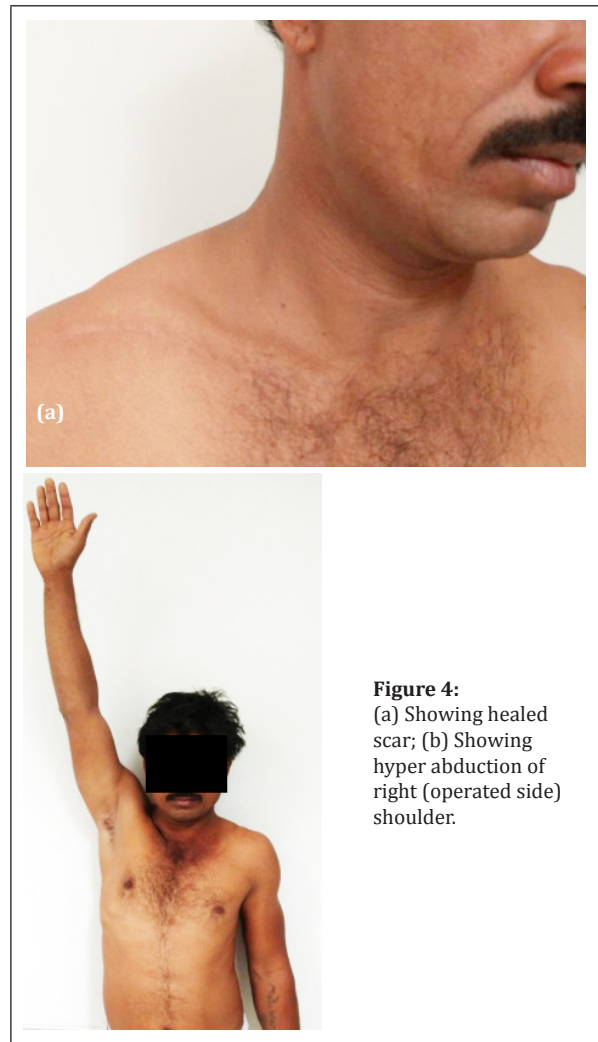 (a)
Figure 4:
(a) Showing healed
scar; (b) Showing
hyper abduction of
right (operated side)
shoulder.